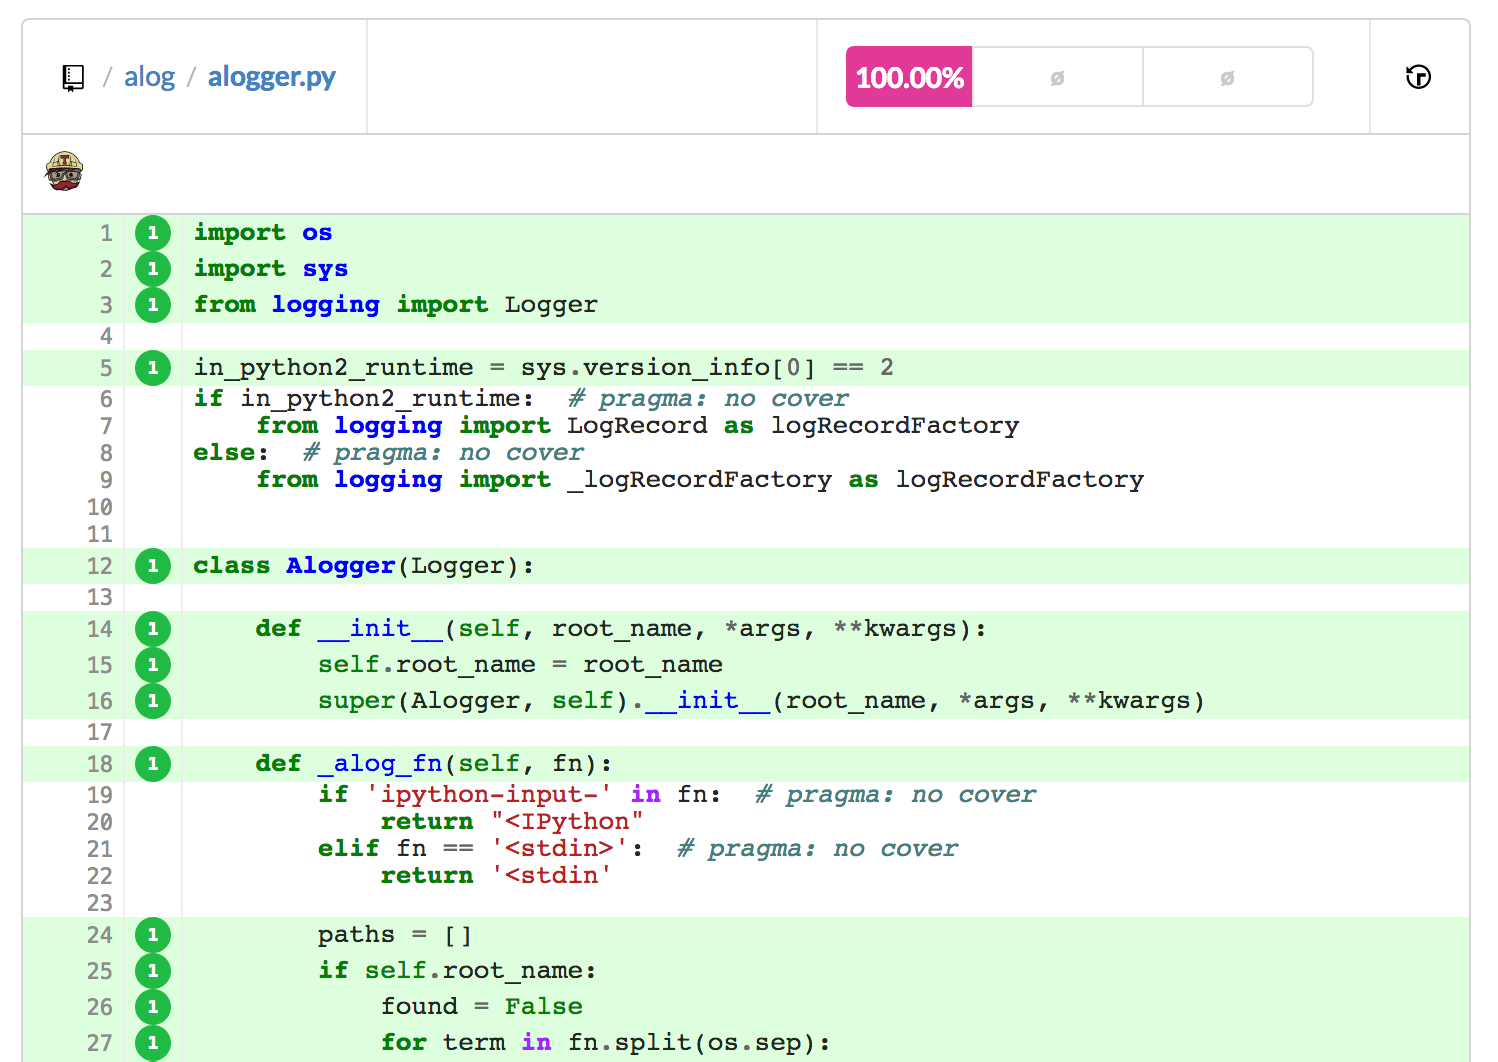 / alog / alogger.py 100.00% ø ø
1 1 import os
2 1 import sys
3 1 from logging import Logger
4
5 1 in_python2_runtime = sys.version_info[0] == 2
6 if in_python2_runtime:  # pragma: no cover
7     from logging import LogRecord as logRecordFactory
8 else:  # pragma: no cover
9     from logging import _logRecordFactory as logRecordFactory
10
11
12 1 class Alogger(Logger):
13
14 1     def __init__(self, root_name, *args, **kwargs):
15 1         self.root_name = root_name
16 1         super(Alogger, self).__init__(root_name, *args, **kwargs)
17
18 1     def _alog_fn(self, fn):
19         if 'ipython-input-' in fn:  # pragma: no cover
20             return "<IPython"
21         elif fn == '<stdin>':  # pragma: no cover
22             return '<stdin'
23
24 1         paths = []
25 1         if self.root_name:
26 1             found = False
27 1             for term in fn.split(os.sep):